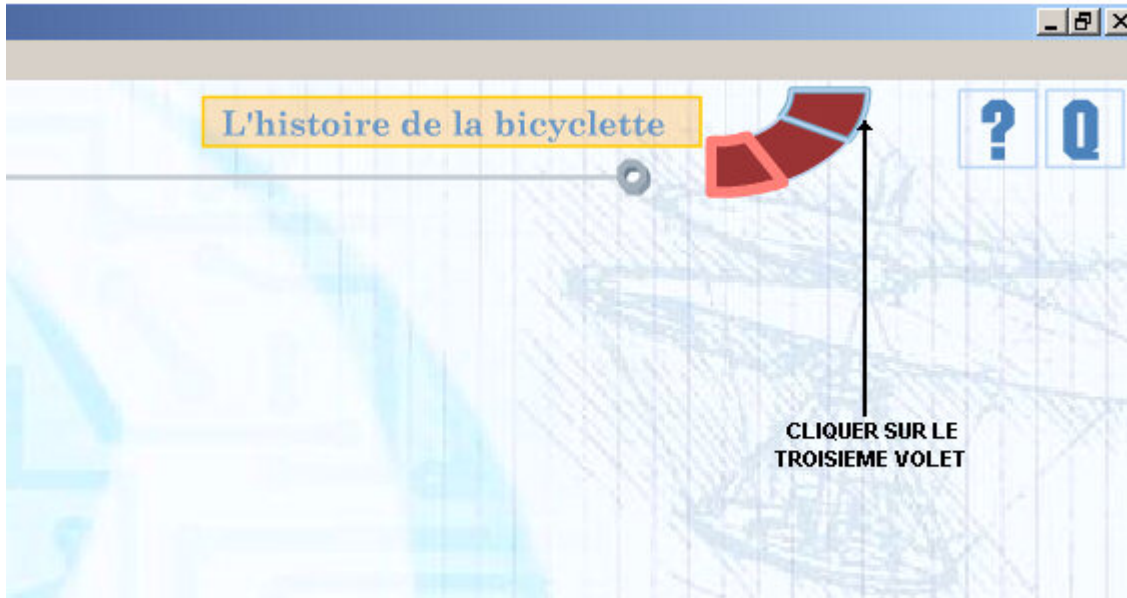 L'histoire de la bicyclette
? Q
CLIQUER SUR LE
TROISIEME VOLET